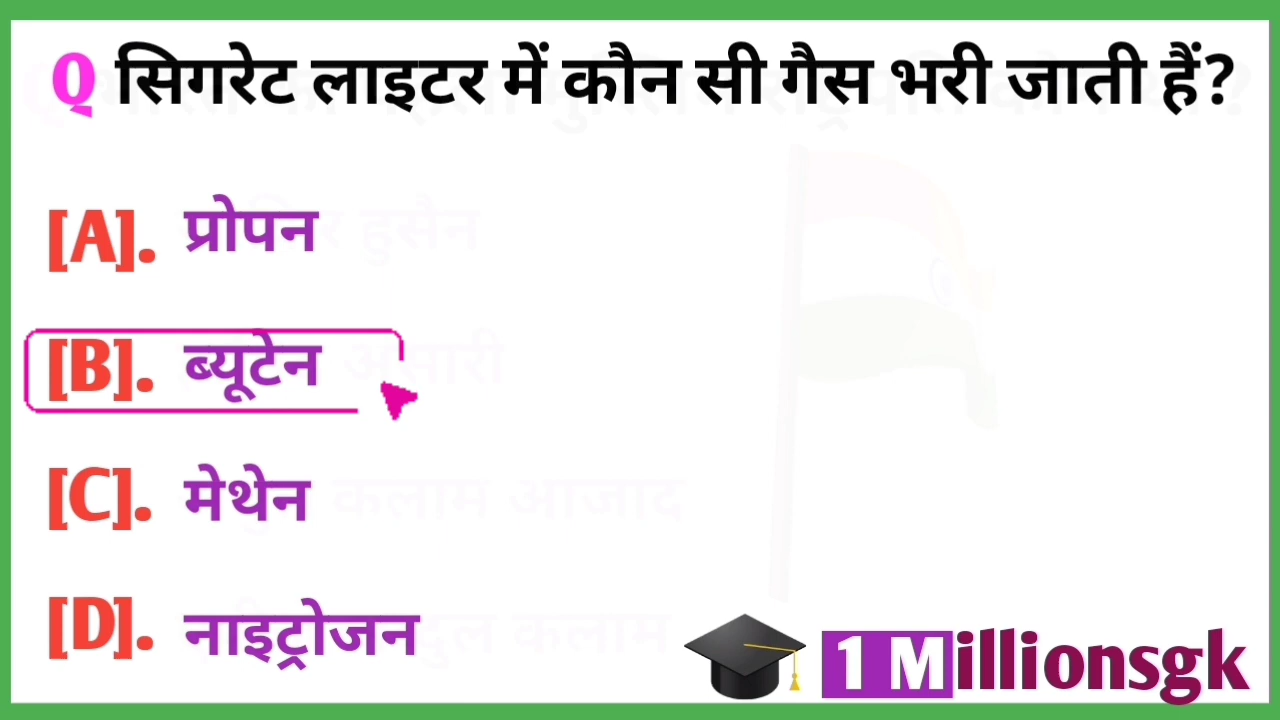 Q सिगरेट लाइटर में कौन सी गैस भरी जाती हैं?
[A]. प्रोपन
[B]. ब्यूटेन
[C]. मेथेन
[D]. नाइट्रोजन
1 Millionsgk